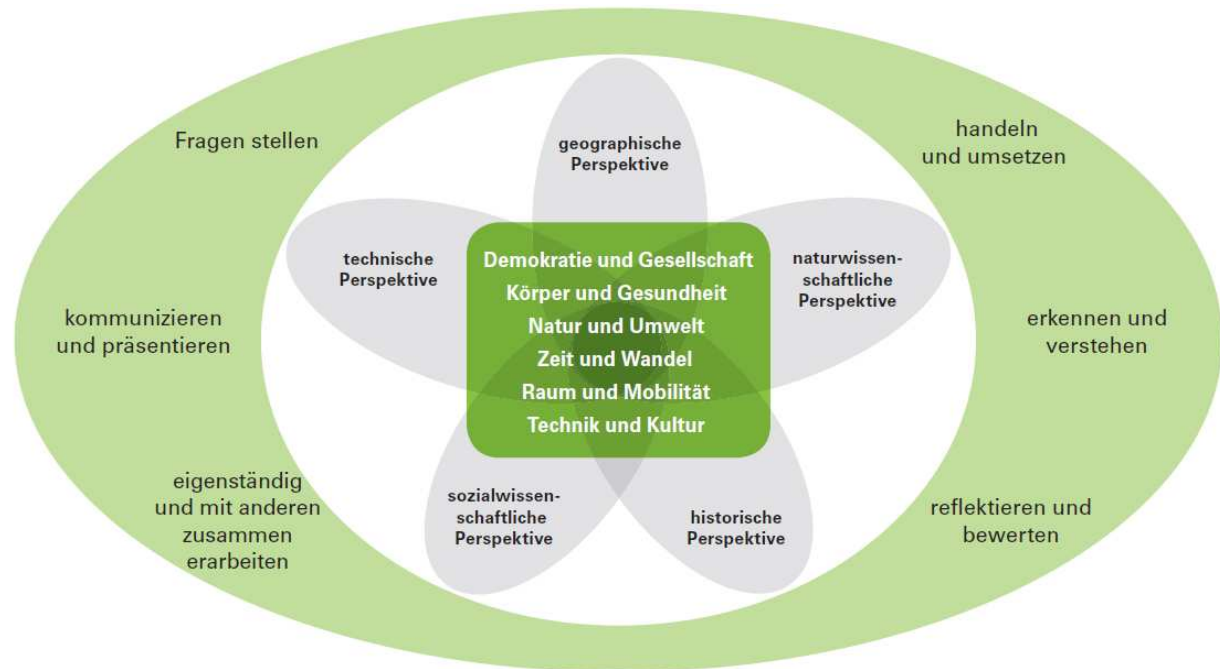 Fragen stellen
handeln
und umsetzen
geographische
Perspektive
technische
Perspektive
naturwissen-
schaftliche
Perspektive
Demokratie und Gesellschaft
Körper und Gesundheit
Natur und Umwelt
Zeit und Wandel
Raum und Mobilität
Technik und Kultur
kommunizieren
und präsentieren
erkennen und
verstehen
eigenständig
und mit anderen
zusammen
erarbeiten
sozialwissen-
schaftliche
Perspektive
historische
Perspektive
reflektieren und
bewerten